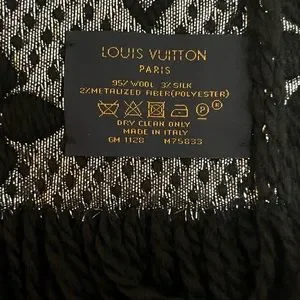 LOUIS VUITTON
PARIS
95% WOOL 3% SILK
2% METALIZED FIBER(POLYESTER)
DRY CLEAN ONLY
MADE IN ITALY
GM 1128 M75833